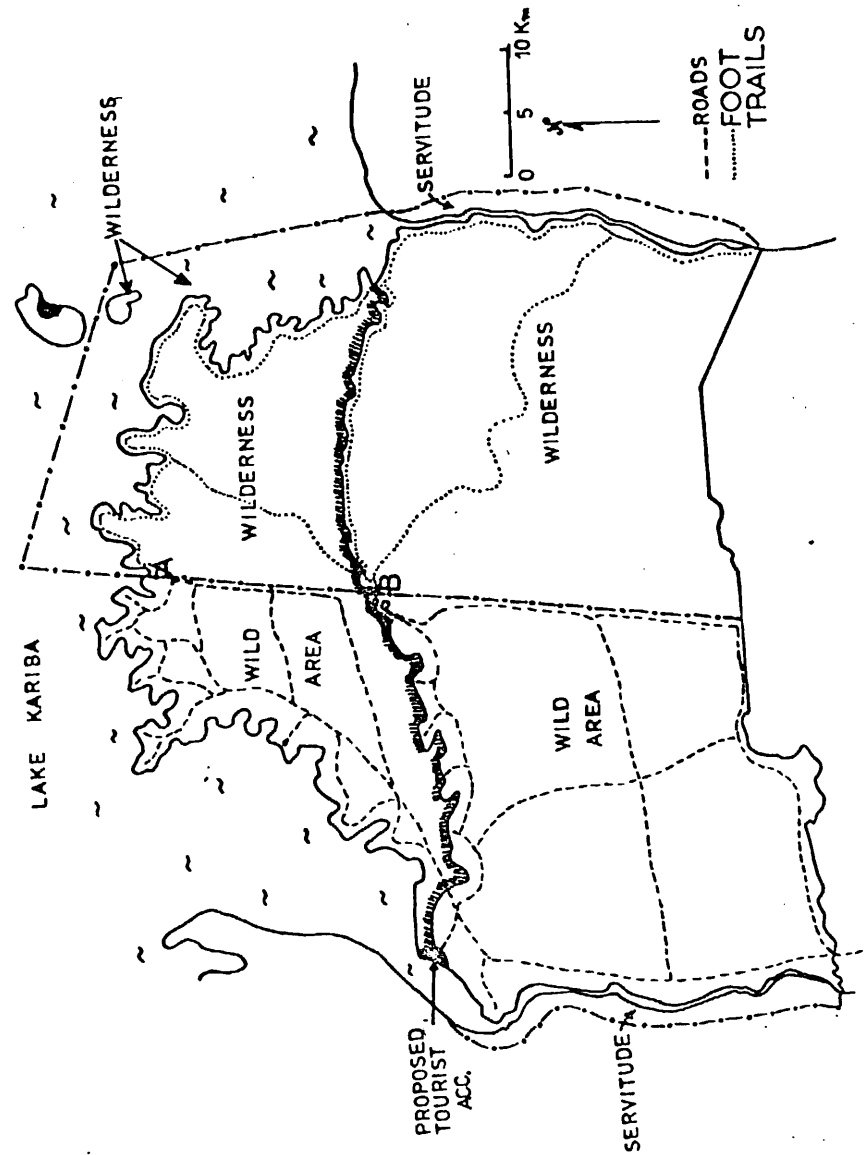 LAKE KARIBA
WILDERNESS
SERVITUDE
A
WILD
AREA
WILDERNESS
B
WILD
AREA
WILDERNESS
PROPOSED
TOURIST
ACC.
SERVITUDE
0 5 10 Km
ROADS
FOOT
TRAILS